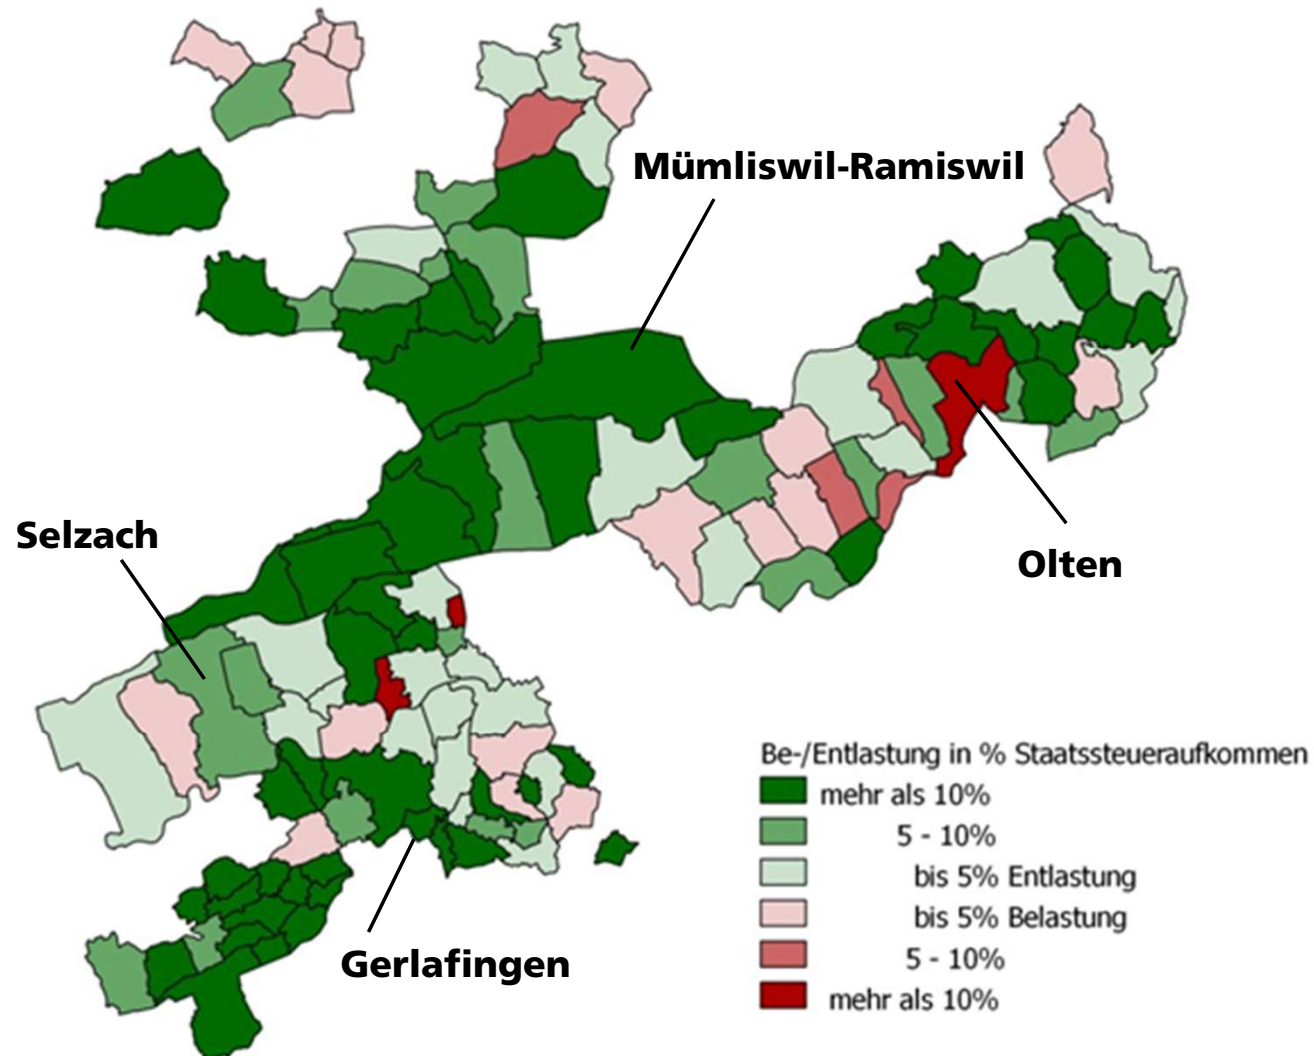 Mümliswil-Ramiswil
Selzach
Olten
Be-/Entlastung in % Staatssteueraufkommen
mehr als 10%
5 - 10%
bis 5% Entlastung
bis 5% Belastung
5 - 10%
mehr als 10%
Gerlafingen